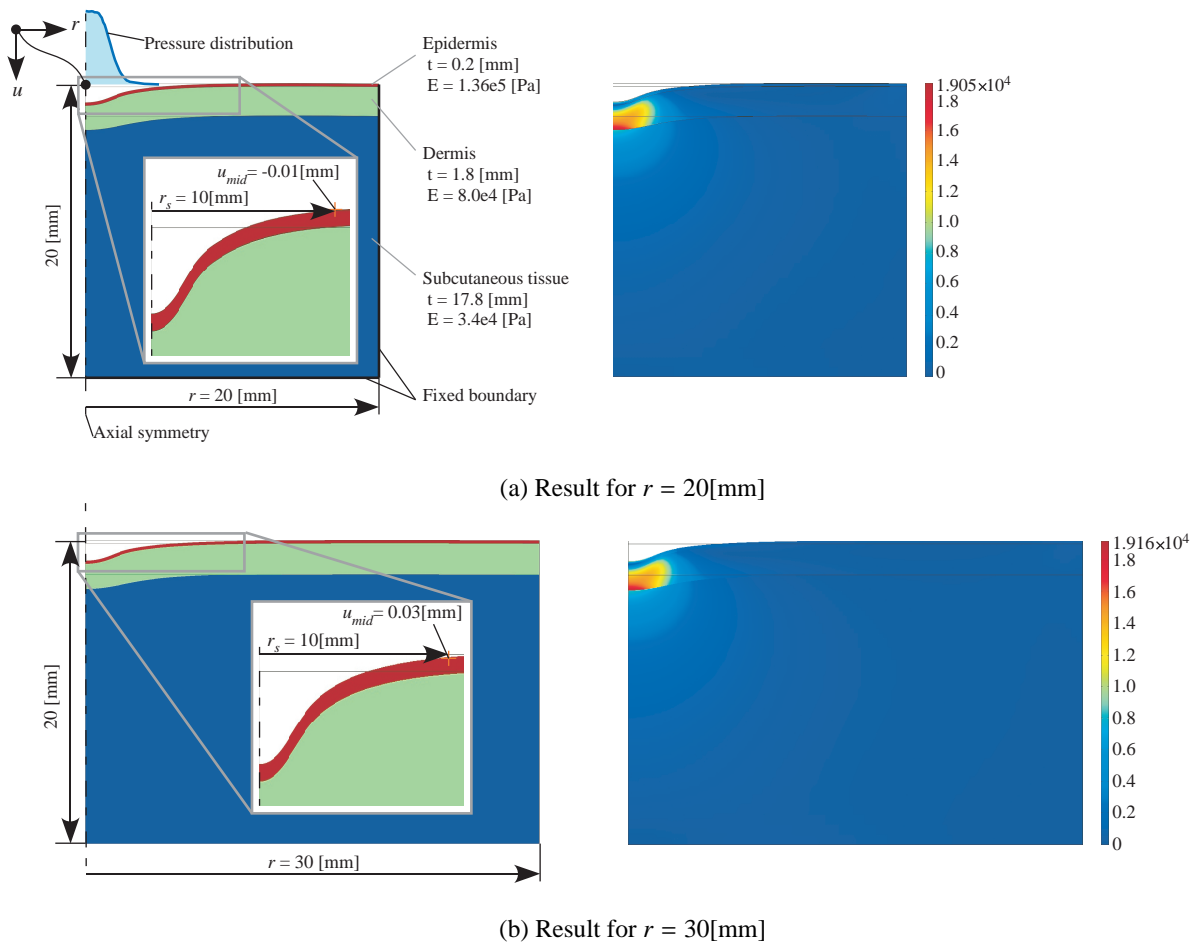 r
u
Pressure distribution
Epidermis
t = 0.2 [mm]
E = 1.36e5 [Pa]
Dermis
t = 1.8 [mm]
E = 8.0e4 [Pa]
Subcutaneous tissue
t = 17.8 [mm]
E = 3.4e4 [Pa]
u_mid= -0.01[mm]
r_s = 10[mm]
20 [mm]
r = 20 [mm]
Fixed boundary
Axial symmetry
1.905×10⁴
1.8
1.6
1.4
1.2
1.0
0.8
0.6
0.4
0.2
0
(a) Result for r = 20[mm]
u_mid= 0.03[mm]
r_s = 10[mm]
20 [mm]
r = 30 [mm]
1.916×10⁴
1.8
1.6
1.4
1.2
1.0
0.8
0.6
0.4
0.2
0
(b) Result for r = 30[mm]